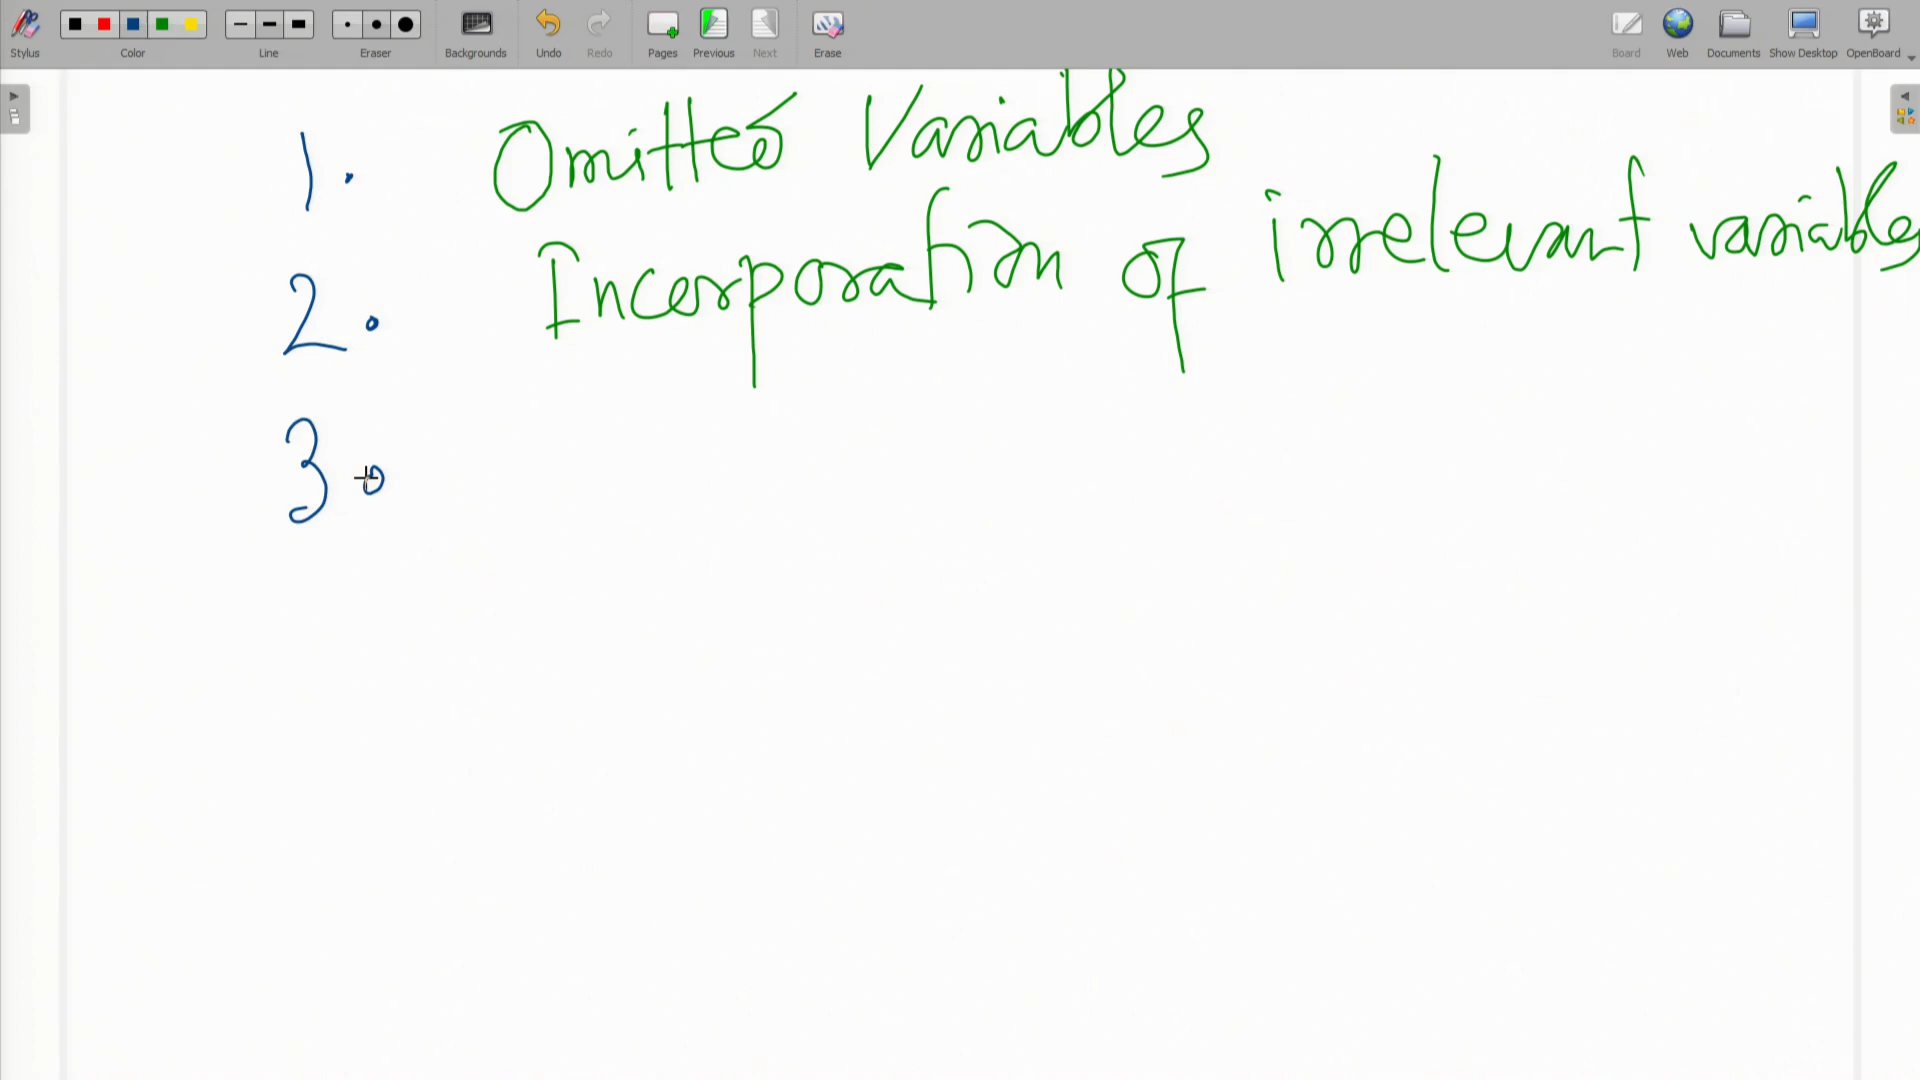 Stylus Color Line Eraser Backgrounds Undo Redo Pages Previous Next Erase Board Web Documents Show Desktop OpenBoard
1. Omitted Variables
2. Incorporation of irrelevant variables
3.